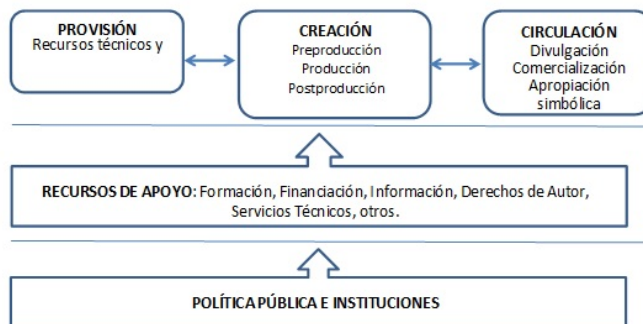 PROVISIÓN
Recursos técnicos y
CREACIÓN
Preproducción
Producción
Postproducción
CIRCULACIÓN
Divulgación
Comercialización
Apropiación
simbólica
RECURSOS DE APOYO: Formación, Financiación, Información, Derechos de Autor,
Servicios Técnicos, otros.
POLÍTICA PÚBLICA E INSTITUCIONES